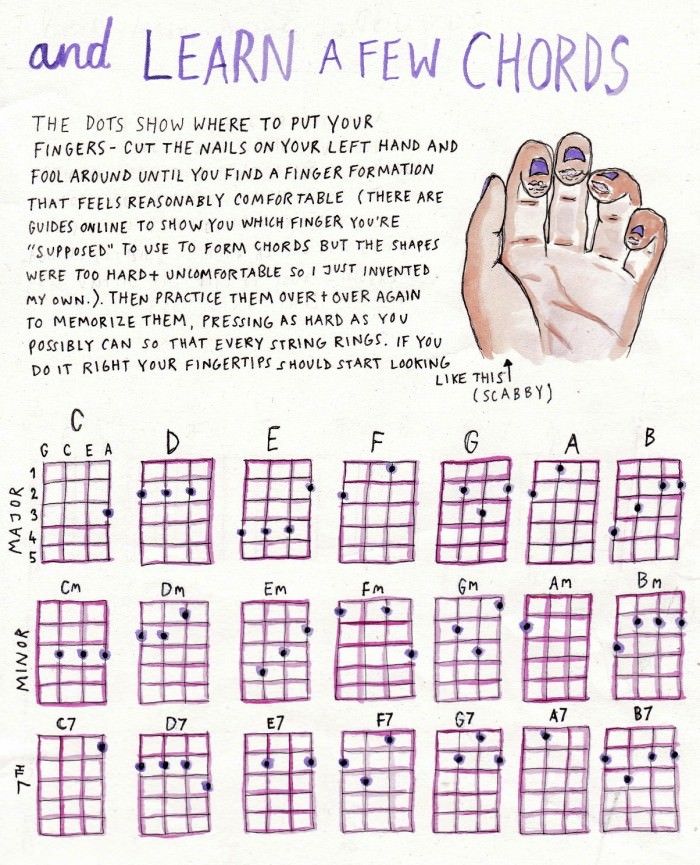 and LEARN A FEW CHORDS
THE DOTS SHOW WHERE TO PUT YOUR
FINGERS - CUT THE NAILS ON YOUR LEFT HAND AND
FOOL AROUND UNTIL YOU FIND A FINGER FORMATION
THAT FEELS REASONABLY COMFORTABLE (THERE ARE
GUIDES ONLINE TO SHOW YOU WHICH FINGER YOU'RE
"SUPPOSED" TO USE TO FORM CHORDS BUT THE SHAPES
WERE TOO HARD + UNCOMFORTABLE SO I JUST INVENTED
MY OWN.). THEN PRACTICE THEM OVER + OVER AGAIN
TO MEMORIZE THEM, PRESSING AS HARD AS YOU
POSSIBLY CAN SO THAT EVERY STRING RINGS. IF YOU
DO IT RIGHT YOUR FINGERTIPS SHOULD START LOOKING
LIKE THIS
(SCABBY)
C D E F G A B
G C E A
MAJOR
1
2
3
4
5
Cm Dm Em Fm Gm Am Bm
MINOR
C7 D7 E7 F7 G7 A7 B7
7TH